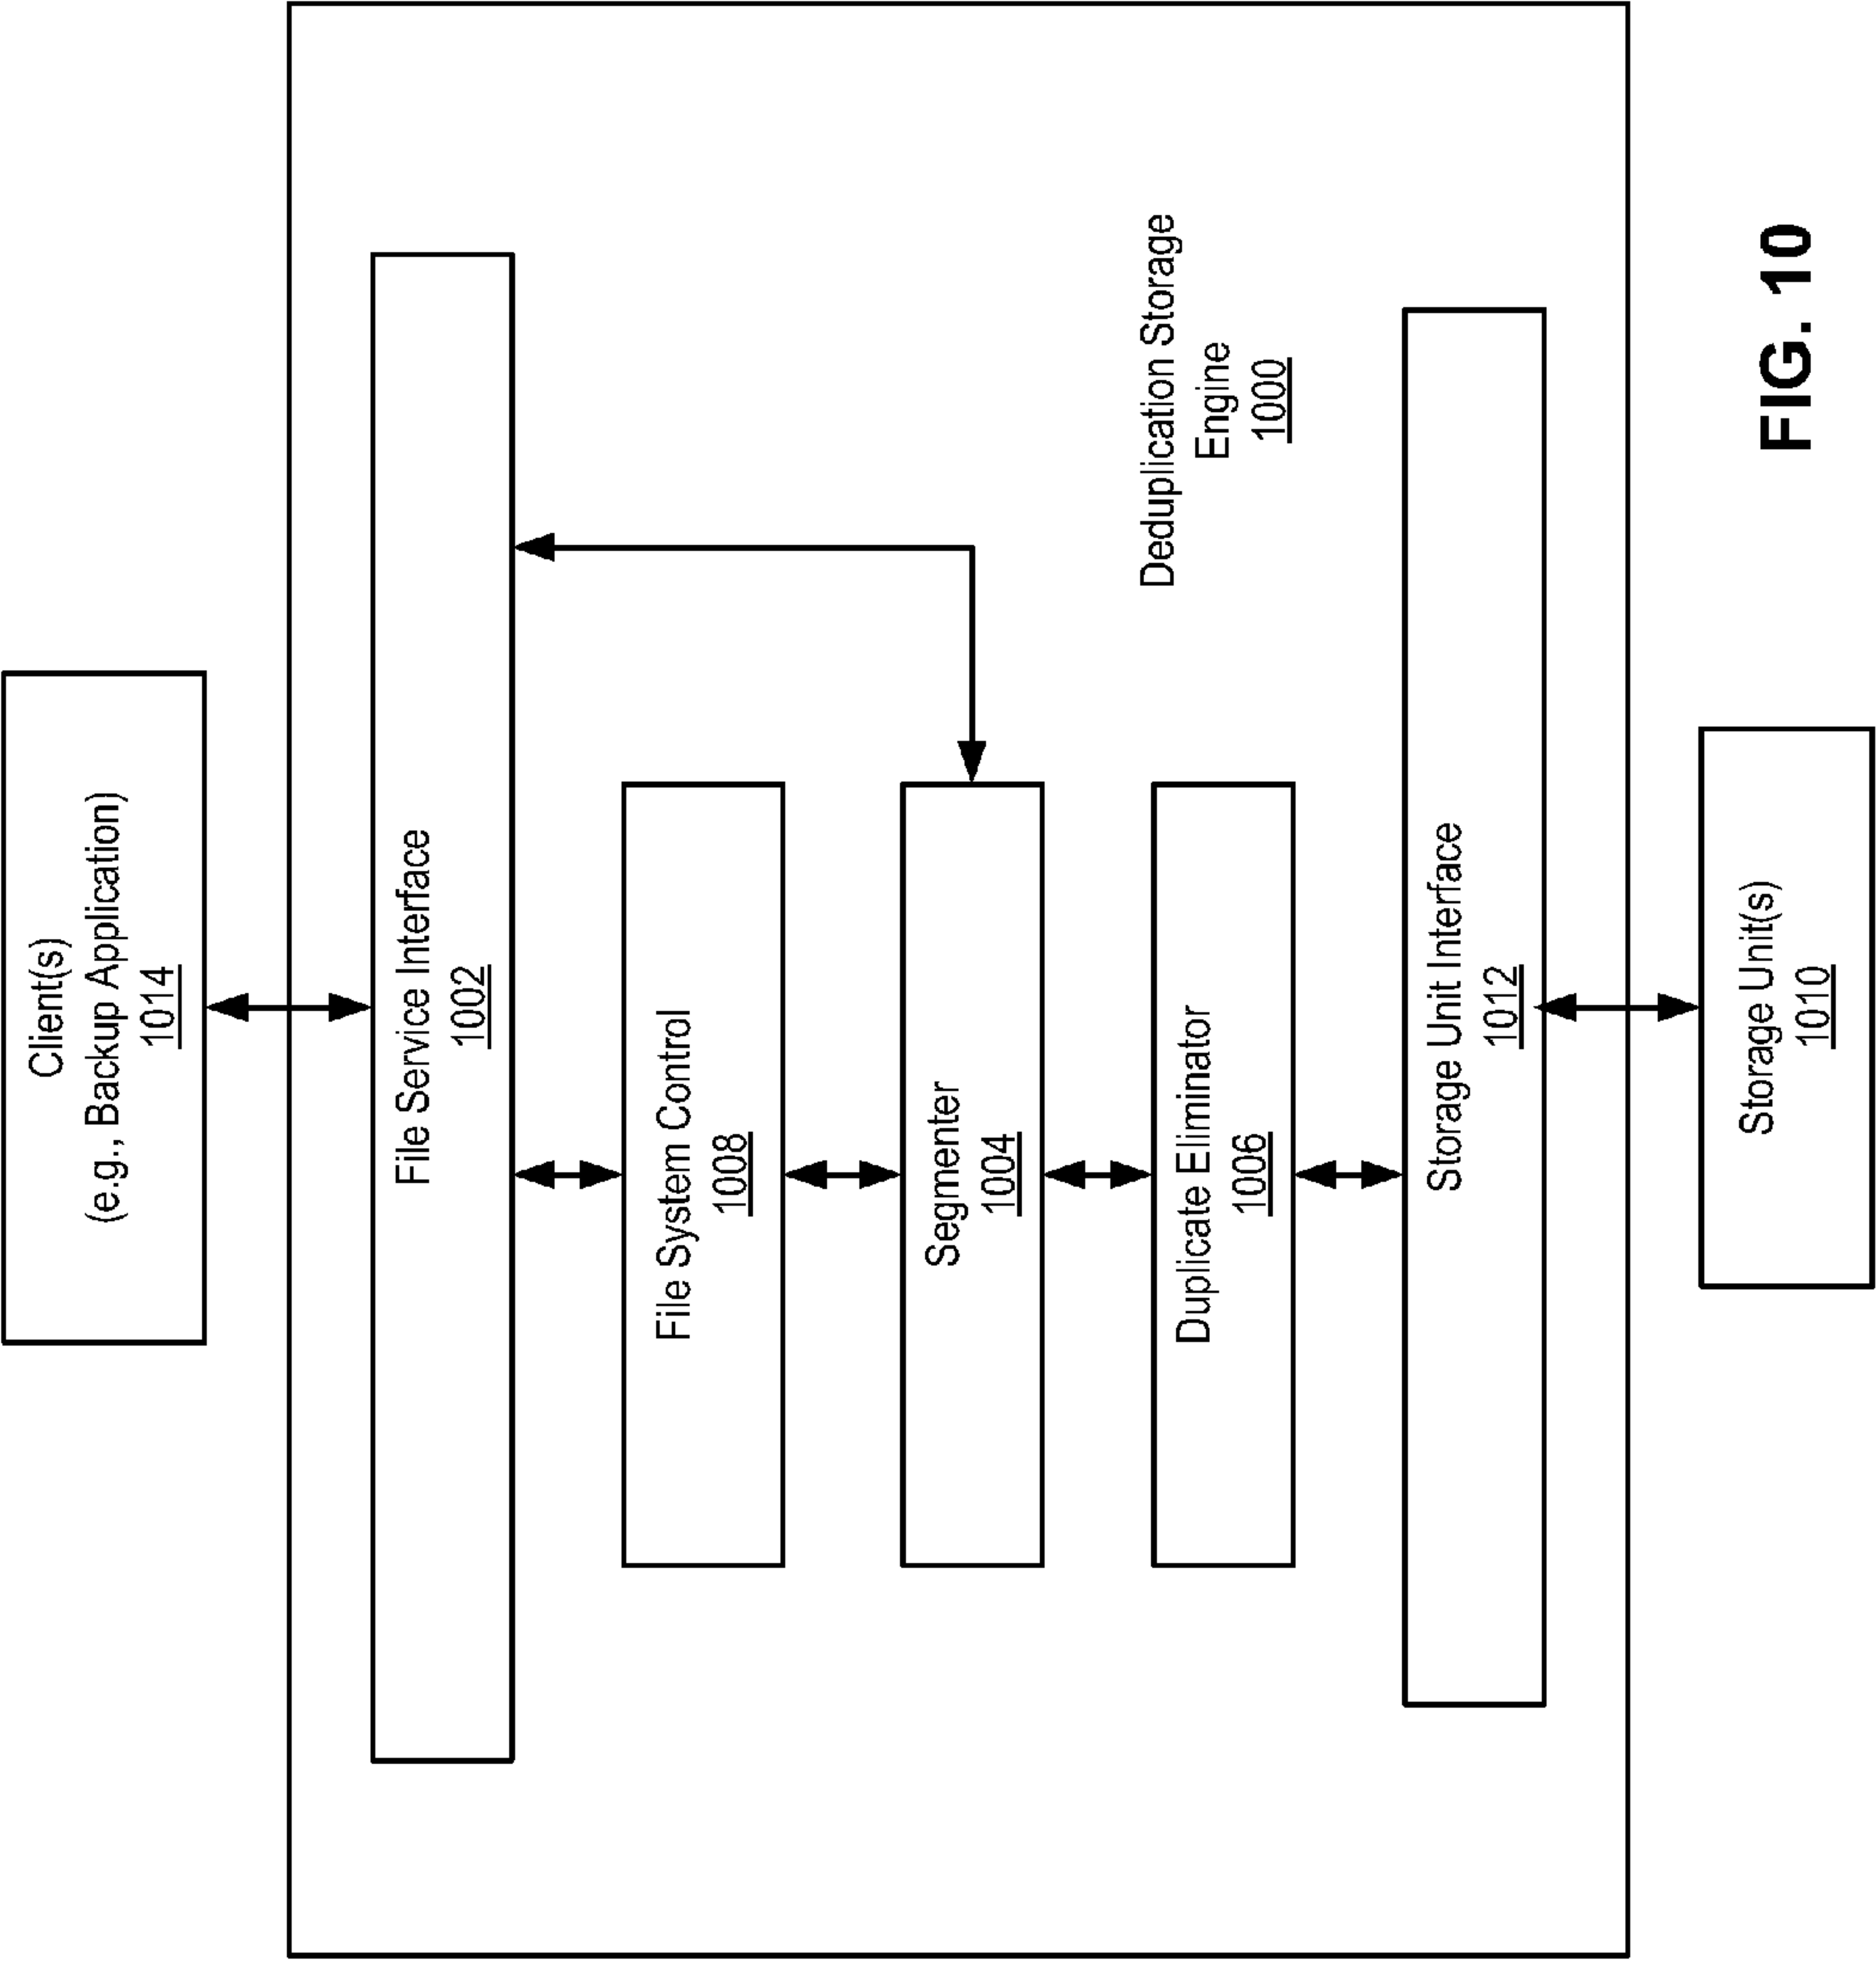 Client(s)
(e.g., Backup Application)
1014
File Service Interface
1002
File System Control
1008
Segmenter
1004
Duplicate Eliminator
1006
Deduplication Storage
Engine
1000
Storage Unit Interface
1012
Storage Unit(s)
1010
FIG. 10